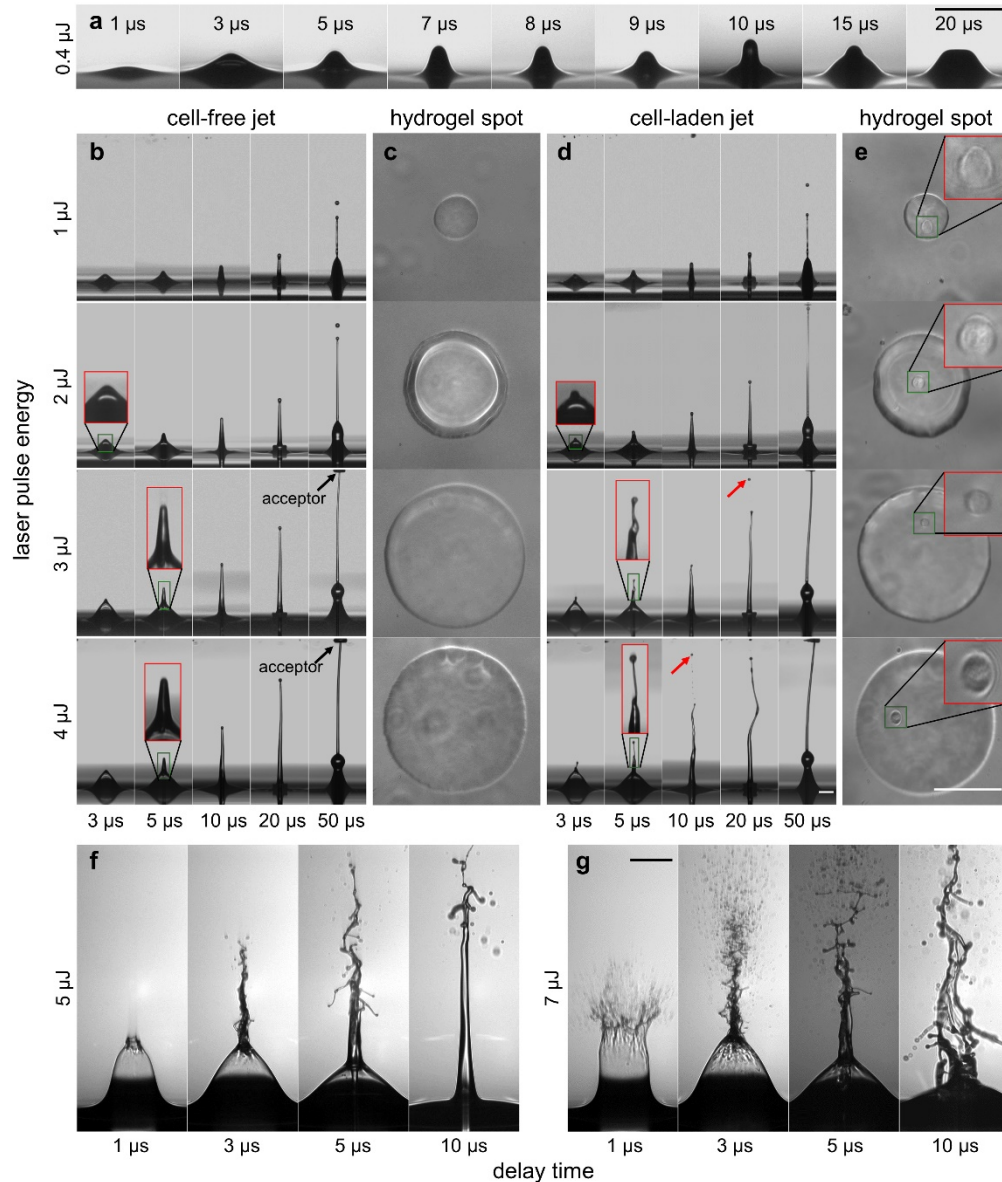 a
1 µs 3 µs 5 µs 7 µs 8 µs 9 µs 10 µs 15 µs 20 µs
0.4 µJ
cell-free jet hydrogel spot cell-laden jet hydrogel spot
b c d e
laser pulse energy
1 µJ
2 µJ
3 µJ
acceptor
4 µJ
acceptor
3 µs 5 µs 10 µs 20 µs 50 µs 3 µs 5 µs 10 µs 20 µs 50 µs
f g
5 µJ 7 µJ
1 µs 3 µs 5 µs 10 µs 1 µs 3 µs 5 µs 10 µs
delay time